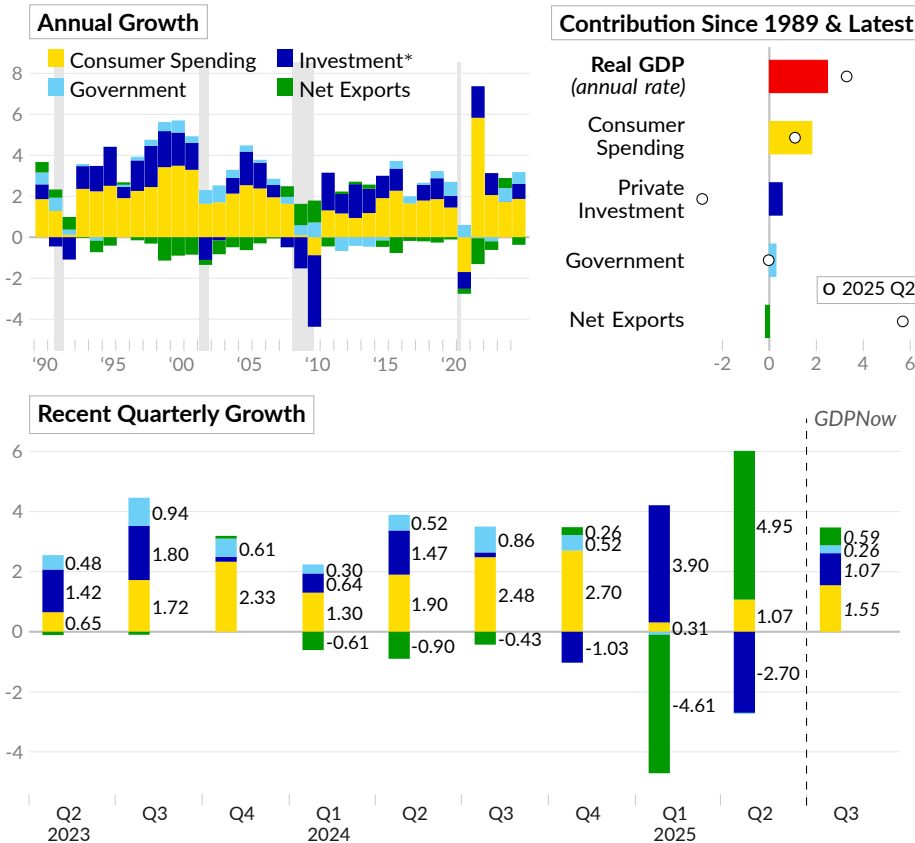 Annual Growth
Consumer Spending
Investment*
Government
Net Exports
8
6
4
2
0
-2
-4
‘90
‘95
‘00
‘05
‘10
‘15
‘20
Contribution Since 1989 & Latest
Real GDP
(annual rate)
Consumer
Spending
Private
Investment
Government
Net Exports
2025 Q2
-2
0
2
4
6
Recent Quarterly Growth
GDPNow
6
4
2
0
-2
-4
0.48
1.42
0.65
0.94
1.80
1.72
0.61
2.33
0.30
0.64
1.30
-0.61
0.52
1.47
1.90
-0.90
0.86
2.48
-0.43
0.26
0.52
2.70
-1.03
3.90
0.31
-4.61
4.95
1.07
-2.70
0.59
0.26
1.07
1.55
Q2
2023
Q3
Q4
Q1
2024
Q2
Q3
Q4
Q1
2025
Q2
Q3